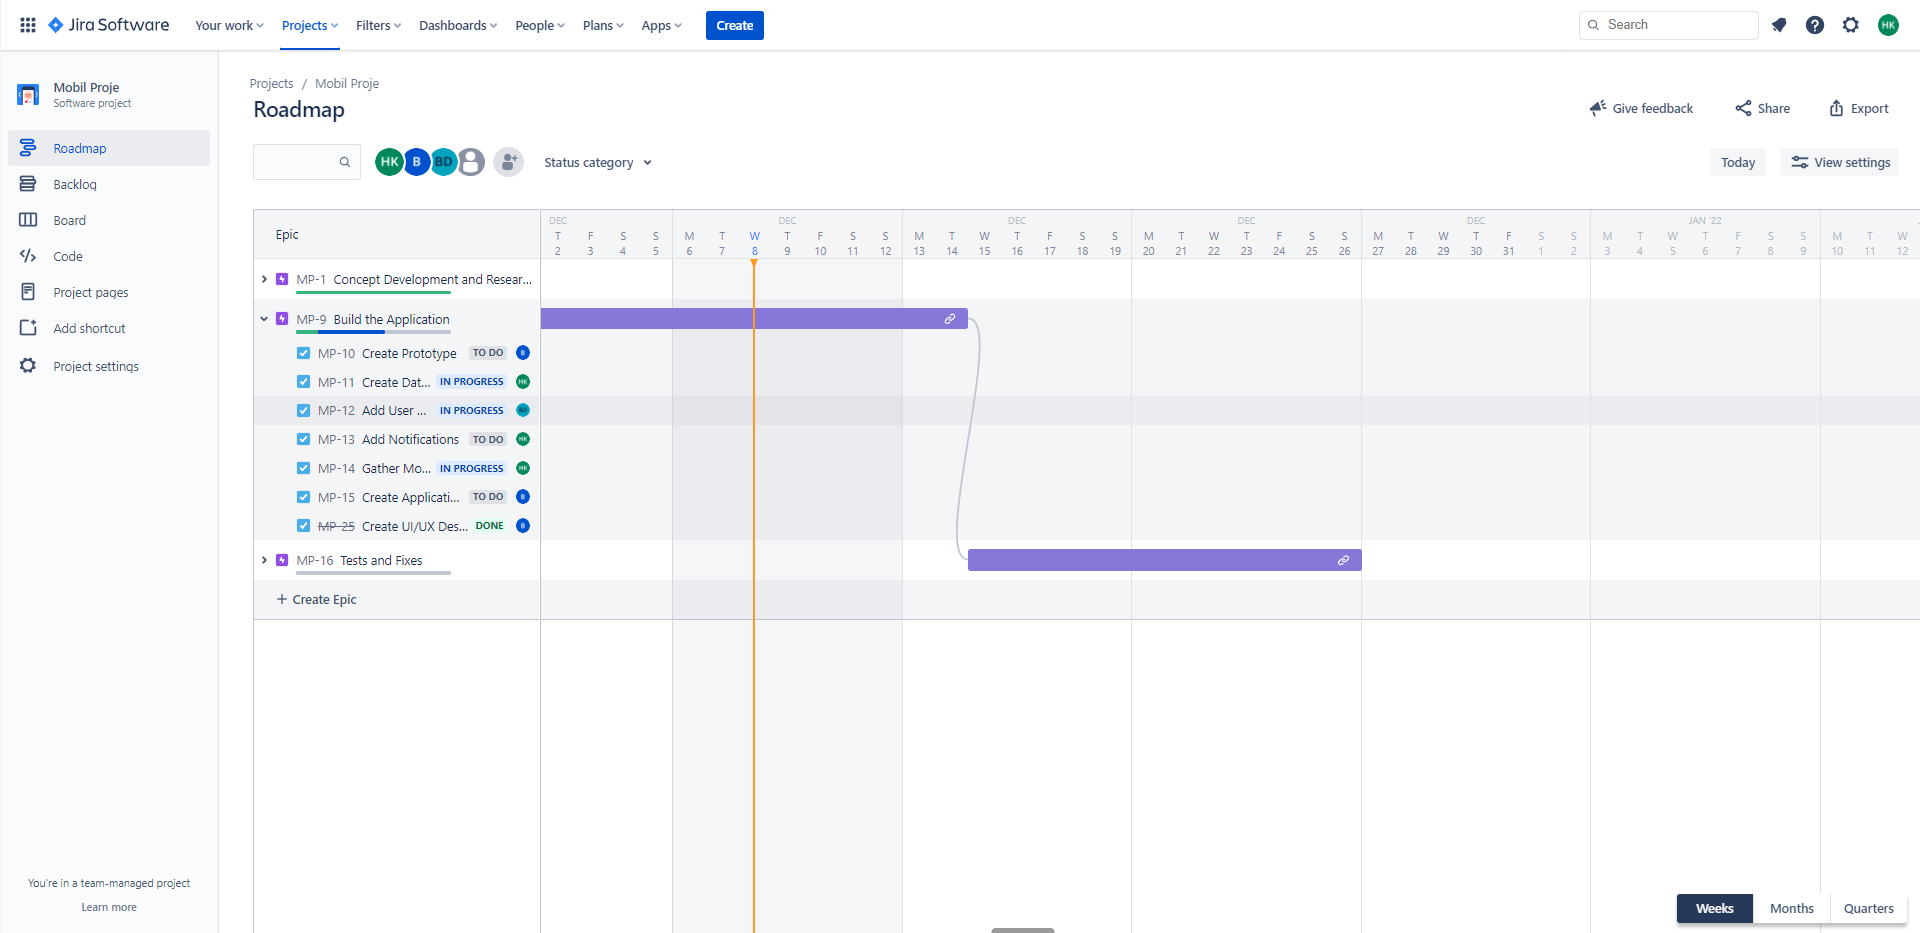 Jira Software Your work Projects Filters Dashboards People Plans Apps Create Search HK
Mobil Proje
Software project
Roadmap
Backlog
Board
Code
Project pages
Add shortcut
Project settings
You're in a team-managed project
Learn more
Projects / Mobil Proje
Roadmap
Give feedback Share Export
HK B BD Status category Today View settings
Epic
DEC DEC DEC DEC DEC JAN '22
T F S S M T W T F S S M T W T F S S M T W T F S S M T W T F S S M T W T F S S M T W
2 3 4 5 6 7 8 9 10 11 12 13 14 15 16 17 18 19 20 21 22 23 24 25 26 27 28 29 30 31 1 2 3 4 5 6 7 8 9 10 11 12
MP-1 Concept Development and Resear...
MP-9 Build the Application
MP-10 Create Prototype TO DO B
MP-11 Create Dat... IN PROGRESS HK
MP-12 Add User ... IN PROGRESS BD
MP-13 Add Notifications TO DO HK
MP-14 Gather Mo... IN PROGRESS HK
MP-15 Create Applicati... TO DO B
MP-25 Create UI/UX Des... DONE B
MP-16 Tests and Fixes
+ Create Epic
Weeks Months Quarters